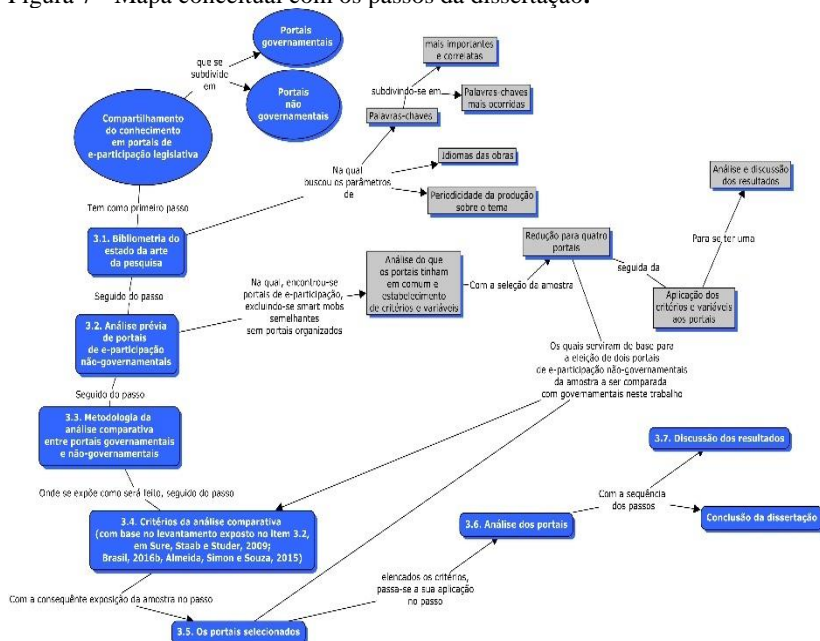 Figura 7 - Mapa conceitual com os passos da dissertação.
Portais
governamentais
que se
subdivide
em
Portais
não
governamentais
Compartilhamento
do conhecimento
em portais de
e-participação legislativa
mais importantes
e correlatas
subdivindo-se em
Palavras-chaves
mais ocorridas
Palavras-chaves
Na qual
buscou os parâmetros
de
Idiomas das obras
Periodicidade da produção
sobre o tema
Análise e discussão
dos resultados
Tem como primeiro passo
3.1. Bibliometria do
estado da arte
da pesquisa
Para se ter uma
Redução para quatro
portais
Análise do que
os portais tinham
em comum e
estabelecimento
de critérios e variáveis
Com a seleção da amostra
seguida da
Aplicação dos
critérios e variáveis
aos portais
Na qual, encontrou-se
portais de e-participação,
excluindo-se smart mobs
semelhantes
sem portais organizados
Seguido do passo
3.2. Análise prévia
de portais
de e-participação
não-governamentais
Os quais serviram de base para
a eleição de dois portais
de e-participação não-governamentais
da amostra a ser comparada
com governamentais neste trabalho
Seguido do passo
3.3. Metodologia da
análise comparativa
entre portais governamentais
e não-governamentais
3.7. Discussão dos resultados
Onde se expõe como será feito, seguido do passo
Com a sequência
dos passos
3.4. Critérios da análise comparativa
(com base no levantamento exposto no item 3.2,
em Sure, Staab e Studer, 2009;
Brasil, 2016b, Almeida, Simon e Souza, 2015)
3.6. Análise dos portais
Conclusão da dissertação
elencados os critérios,
passa-se a sua aplicação
no passo
Com a consequênte exposição da amostra no passo
3.5. Os portais selecionados